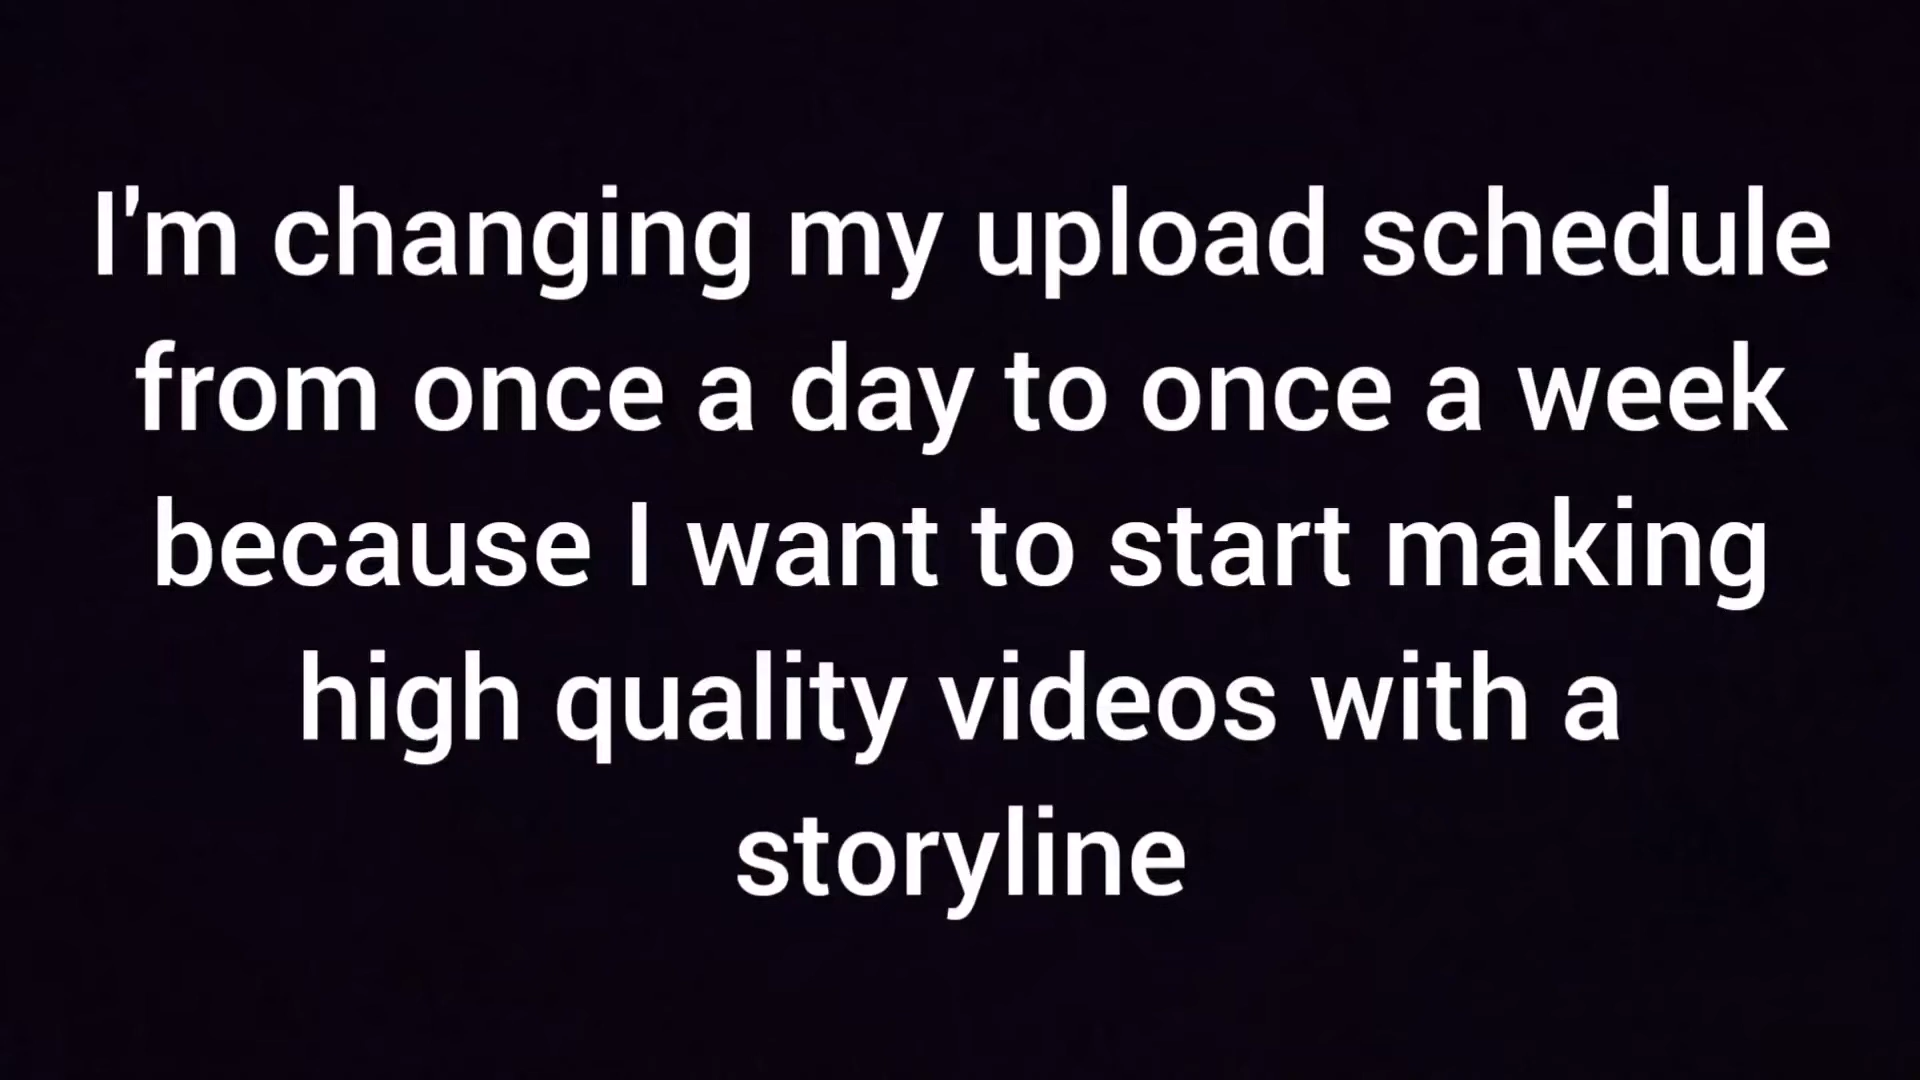 I'm changing my upload schedule
from once a day to once a week
because I want to start making
high quality videos with a
storyline